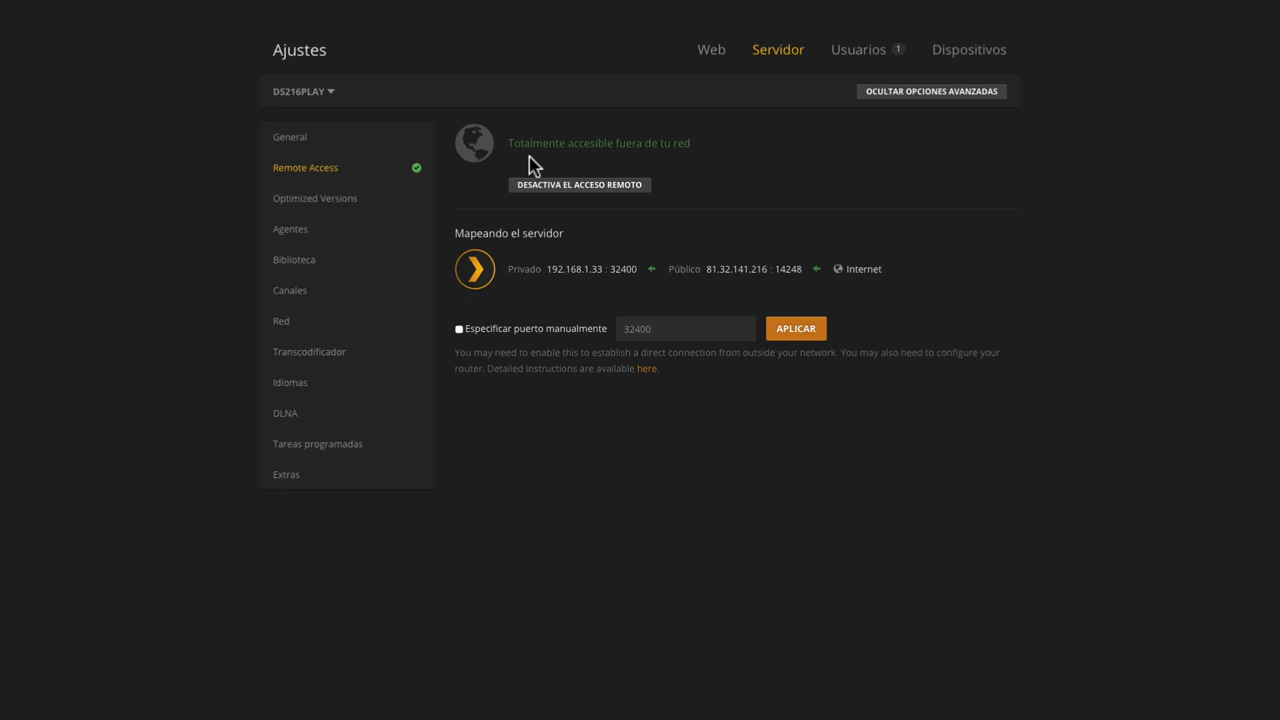 Ajustes
Web Servidor Usuarios 1 Dispositivos
DS216PLAY
OCULTAR OPCIONES AVANZADAS
General
Remote Access
Optimized Versions
Agentes
Biblioteca
Canales
Red
Transcodificador
Idiomas
DLNA
Tareas programadas
Extras
Totalmente accesible fuera de tu red
DESACTIVA EL ACCESO REMOTO
Mapeando el servidor
Privado 192.168.1.33 : 32400 Público 81.32.141.216 : 14248 Internet
Especificar puerto manualmente 32400 APLICAR
You may need to enable this to establish a direct connection from outside your network. You may also need to configure your
router. Detailed instructions are available here.